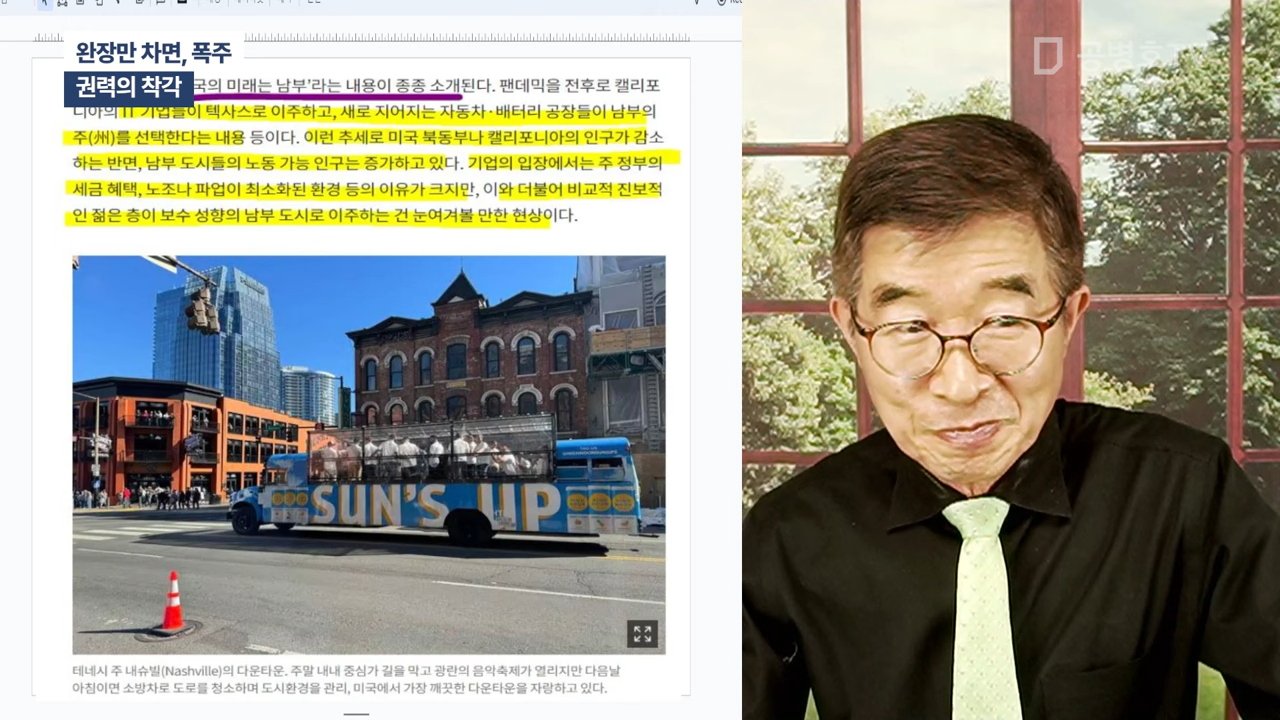 완장만 차면, 폭주
권력의 착각
국의 미래는 남부’라는 내용이 종종 소개된다. 팬데믹을 전후로 캘리포
니아의 IT 기업들이 텍사스로 이주하고, 새로 지어지는 자동차·배터리 공장들이 남부의
주(州)를 선택한다는 내용 등이다. 이런 추세로 미국 북동부나 캘리포니아의 인구가 감소
하는 반면, 남부 도시들의 노동 가능 인구는 증가하고 있다. 기업의 입장에서는 주 정부의
세금 혜택, 노조나 파업이 최소화된 환경 등의 이유가 크지만, 이와 더불어 비교적 진보적
인 젊은 층이 보수 성향의 남부 도시로 이주하는 건 눈여겨볼 만한 현상이다.
SUN'S UP
테네시 주 내슈빌(Nashville)의 다운타운. 주말 내내 중심가 길을 막고 광란의 음악축제가 열리지만 다음날
아침이면 소방차로 도로를 청소하며 도시환경을 관리, 미국에서 가장 깨끗한 다운타운을 자랑하고 있다.
공병호